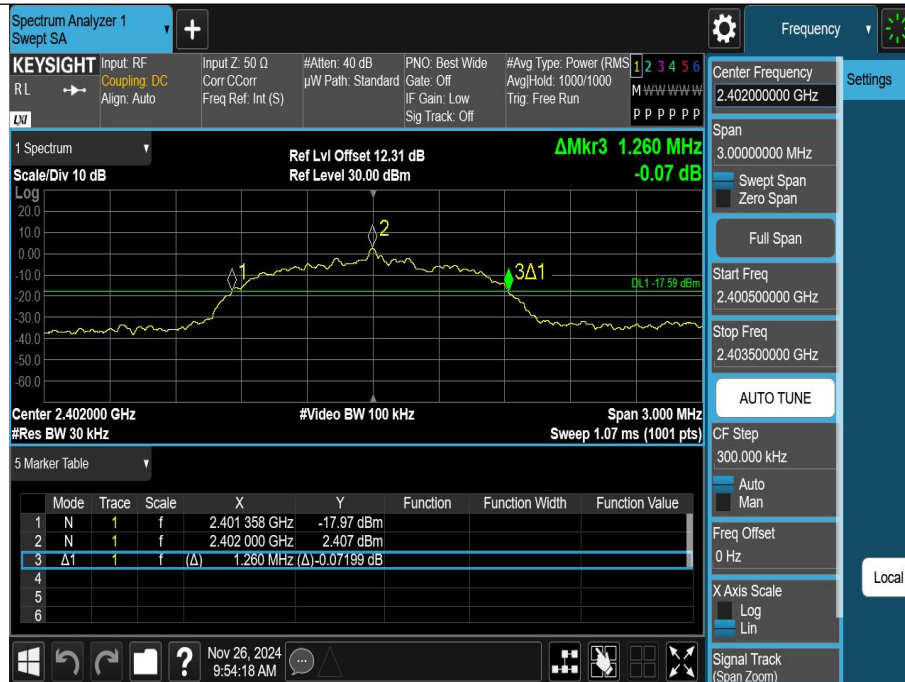 Spectrum Analyzer 1
Swept SA
+
Frequency
KEYSIGHT
RL
LXI
Input: RF
Coupling: DC
Align: Auto
Input Z: 50 Ω
Corr CCorr
Freq Ref: Int (S)
#Atten: 40 dB
µW Path: Standard
PNO: Best Wide
Gate: Off
IF Gain: Low
Sig Track: Off
#Avg Type: Power (RMS
Avg|Hold: 1000/1000
Trig: Free Run
1 2 3 4 5 6
M W W W W W
P P P P P P
1 Spectrum
Scale/Div 10 dB
Ref Lvl Offset 12.31 dB
Ref Level 30.00 dBm
ΔMkr3 1.260 MHz
-0.07 dB
Log
20.0
10.0
0.00
-10.0
-20.0
-30.0
-40.0
-50.0
-60.0
1
2
3Δ1
DL1 -17.59 dBm
Center 2.402000 GHz
#Video BW 100 kHz
Span 3.000 MHz
#Res BW 30 kHz
Sweep 1.07 ms (1001 pts)
5 Marker Table
Mode Trace Scale X Y Function Function Width Function Value
1 N 1 f 2.401 358 GHz -17.97 dBm
2 N 1 f 2.402 000 GHz 2.407 dBm
3 Δ1 1 f (Δ) 1.260 MHz (Δ) -0.07199 dB
4
5
6
?
Nov 26, 2024
9:54:18 AM
Center Frequency
2.402000000 GHz
Settings
Span
3.00000000 MHz
Swept Span
Zero Span
Full Span
Start Freq
2.400500000 GHz
Stop Freq
2.403500000 GHz
AUTO TUNE
CF Step
300.000 kHz
Auto
Man
Freq Offset
0 Hz
Local
X Axis Scale
Log
Lin
Signal Track
(Span Zoom)